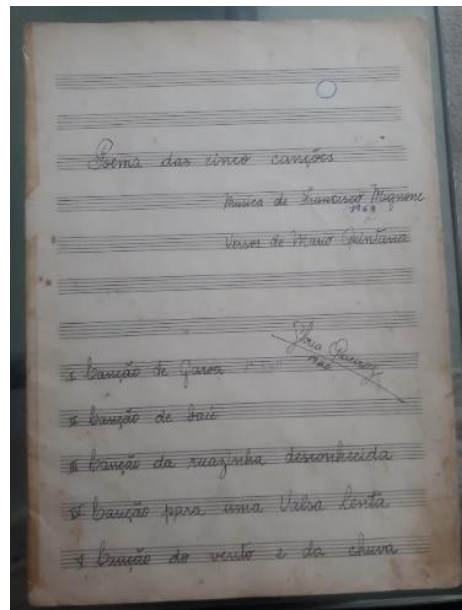 Poema das cinco canções
Musica de Francisco Mignone
1968
Versos de Mario Quintana
I Canção de Garoa
II Canção de baú
III Canção da ruazinha desconhecida
IV Canção para uma Valsa lenta
V Canção do vento e da chuva